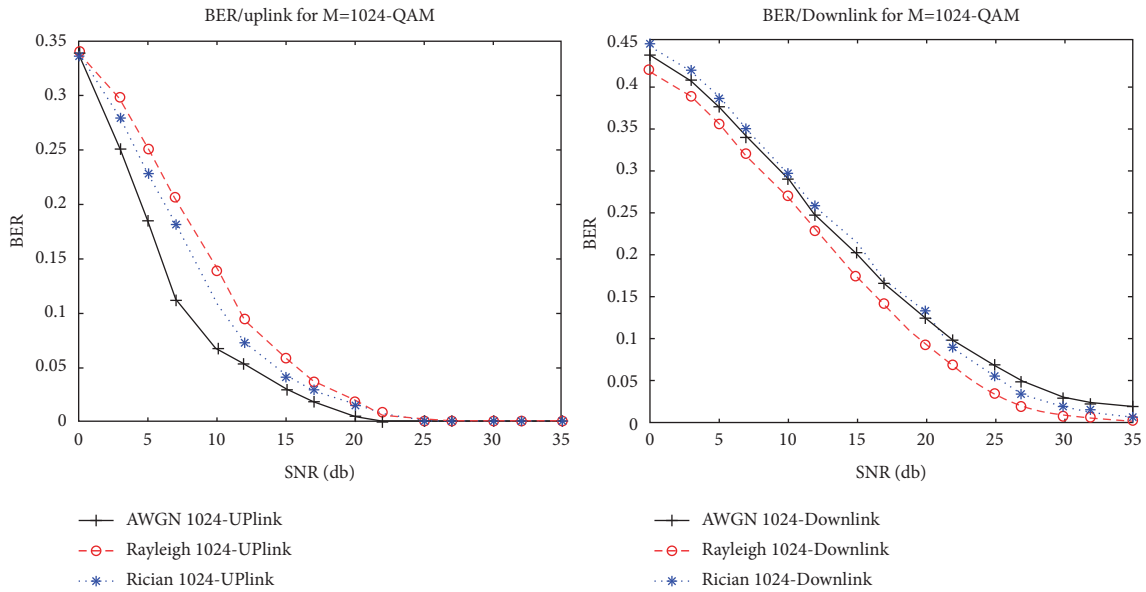 BER/uplink for M=1024-QAM
0.35
0.3
0.25
0.2
0.15
0.1
0.05
0
BER
0 5 10 15 20 25 30 35
SNR (db)
AWGN 1024-UPlink
Rayleigh 1024-UPlink
Rician 1024-UPlink
BER/Downlink for M=1024-QAM
0.45
0.4
0.35
0.3
0.25
0.2
0.15
0.1
0.05
0
BER
0 5 10 15 20 25 30 35
SNR (db)
AWGN 1024-Downlink
Rayleigh 1024-Downlink
Rician 1024-Downlink